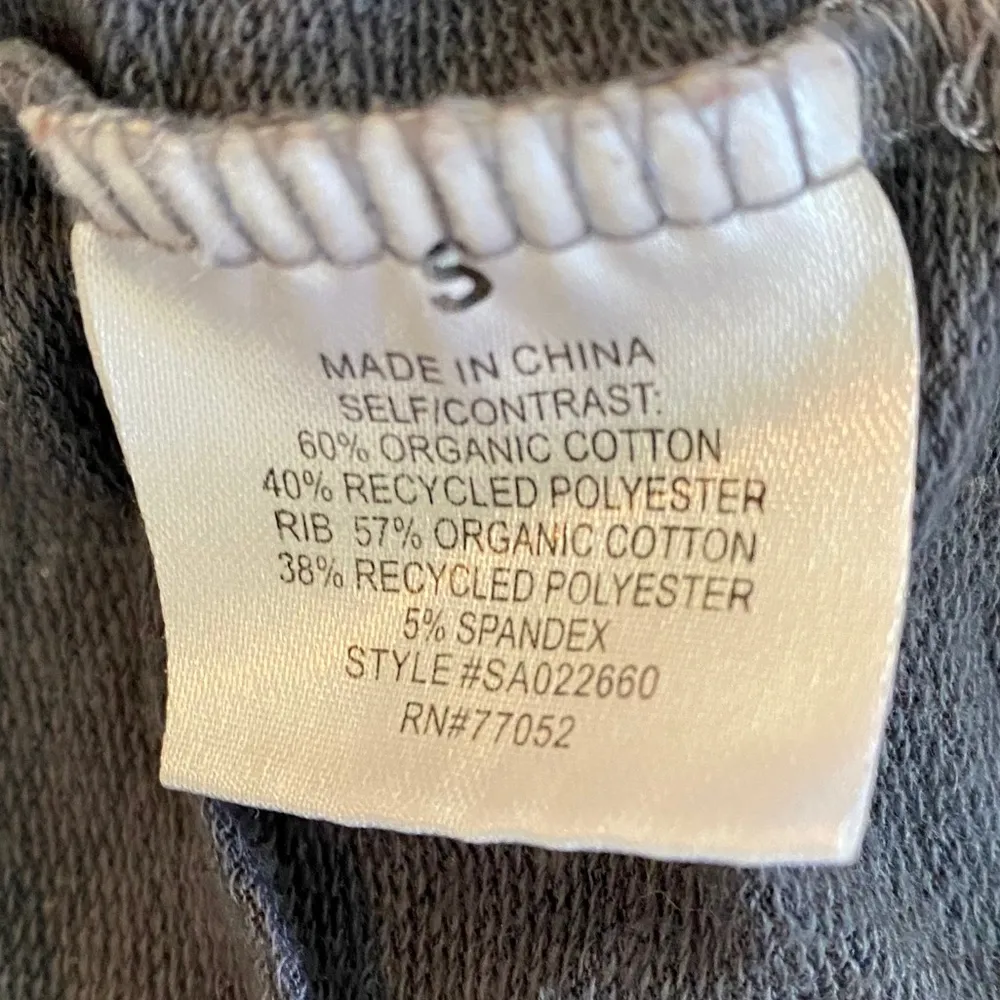 S
MADE IN CHINA
SELF/CONTRAST:
60% ORGANIC COTTON
40% RECYCLED POLYESTER
RIB 57% ORGANIC COTTON
38% RECYCLED POLYESTER
5% SPANDEX
STYLE #SA022660
RN#77052